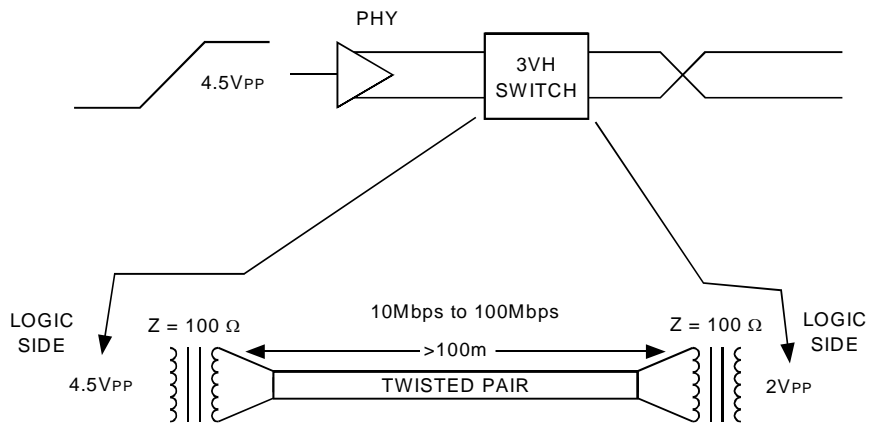 PHY
4.5VPP
3VH
SWITCH
10Mbps to 100Mbps
LOGIC
SIDE
Z = 100 Ω
Z = 100 Ω
LOGIC
SIDE
>100m
4.5VPP
TWISTED PAIR
2VPP